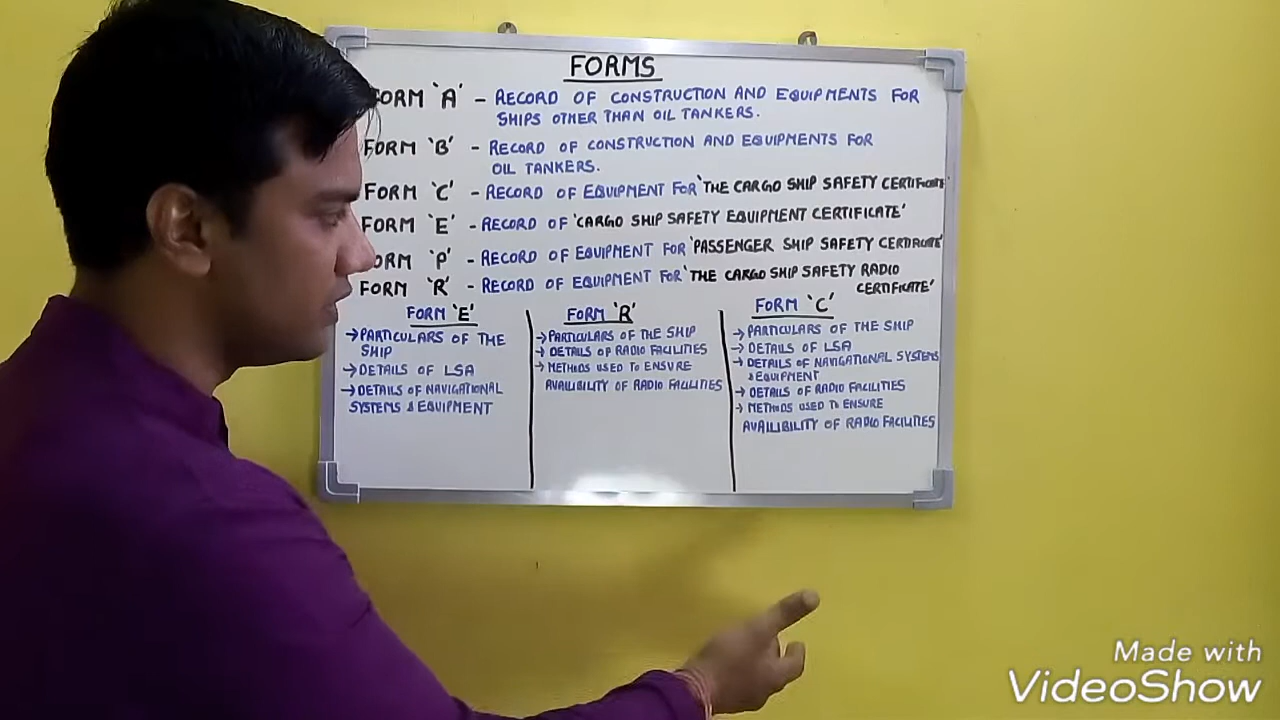 FORMS
FORM 'A' - RECORD OF CONSTRUCTION AND EQUIPMENTS FOR
SHIPS OTHER THAN OIL TANKERS.
FORM 'B' - RECORD OF CONSTRUCTION AND EQUIPMENTS FOR
OIL TANKERS.
FORM 'C' - RECORD OF EQUIPMENT FOR 'THE CARGO SHIP SAFETY CERTIFICATE'
FORM 'E' - RECORD OF 'CARGO SHIP SAFETY EQUIPMENT CERTIFICATE'
FORM 'P' - RECORD OF EQUIPMENT FOR 'PASSENGER SHIP SAFETY CERTIFICATE'
FORM 'R' - RECORD OF EQUIPMENT FOR 'THE CARGO SHIP SAFETY RADIO
CERTIFICATE'
FORM 'E'
→ PARTICULARS OF THE
SHIP
→ DETAILS OF LSA
→ DETAILS OF NAVIGATIONAL
SYSTEMS & EQUIPMENT
FORM 'R'
→ PARTICULARS OF THE SHIP
→ DETAILS OF RADIO FACILITIES
→ METHODS USED TO ENSURE
AVAILIBILITY OF RADIO FACILITIES
FORM 'C'
→ PARTICULARS OF THE SHIP
→ DETAILS OF LSA
→ DETAILS OF NAVIGATIONAL SYSTEMS
& EQUIPMENT
→ DETAILS OF RADIO FACILITIES
→ METHODS USED TO ENSURE
AVAILIBILITY OF RADIO FACILITIES
Made with
VideoShow